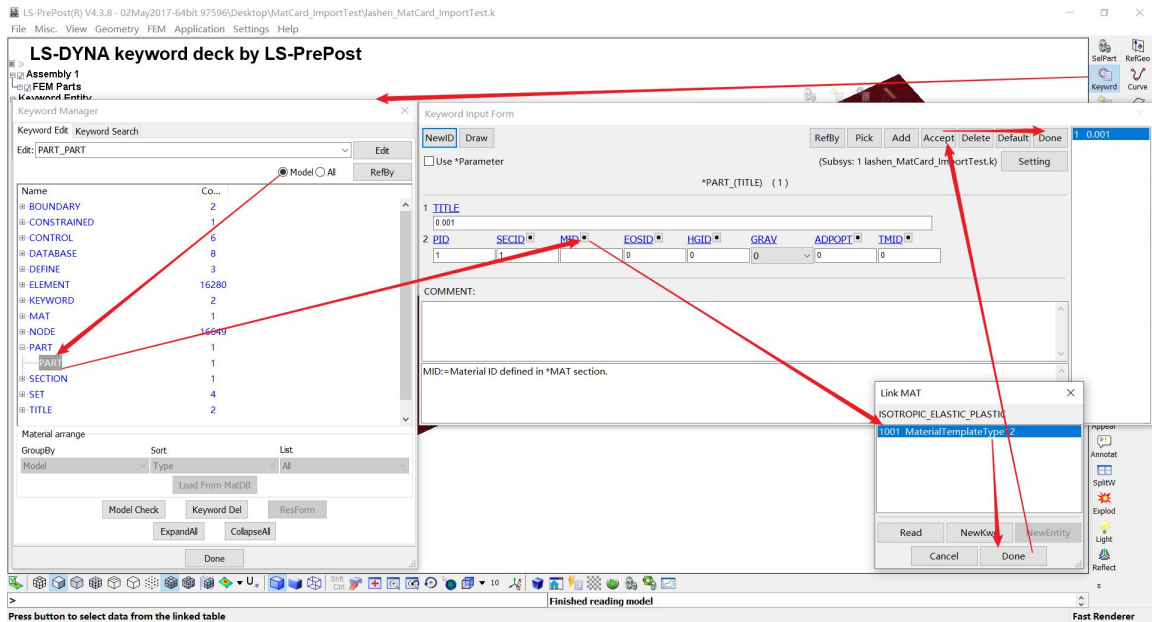 LS-PrePost(R) V4.3.8 - 02May2017-64bit 97596\Desktop\MatCard_ImportTest\lashen_MatCard_ImportTest.k
File Misc. View Geometry FEM Application Settings Help
LS-DYNA keyword deck by LS-PrePost
Assembly 1
FEM Parts
Keyword Entity
SelPart RefGeo
Keywrd Curve
Keyword Manager
Keyword Edit Keyword Search
Edit: PART_PART Edit
Model All RefBy
Name Co...
BOUNDARY 2
CONSTRAINED 1
CONTROL 6
DATABASE 8
DEFINE 3
ELEMENT 16280
KEYWORD 2
MAT 1
NODE 16649
PART 1
PART 1
SECTION 1
SET 4
TITLE 2
Material arrange
GroupBy Sort List
Model Type All
Load From MatDB
Model Check Keyword Del ResForm
ExpandAll CollapseAll
Done
Keyword Input Form
NewID Draw RefBy Pick Add Accept Delete Default Done
Use *Parameter (Subsys: 1 lashen_MatCard_ImportTest.k) Setting
*PART_(TITLE) (1)
1 TITLE
0.001
2 PID SECID MID EOSID HGID GRAV ADPOPT TMID
1 1 0 0 0 0 0
COMMENT:
MID:=Material ID defined in *MAT section.
1 0.001
Link MAT
ISOTROPIC_ELASTIC_PLASTIC
1001 MaterialTemplateType 2
Read NewKw NewEntity
Cancel Done
Appear
Annotat
SplitW
Explod
Light
Reflect
Shft
Ctrl
10
>
Finished reading model
Press button to select data from the linked table
Fast Renderer